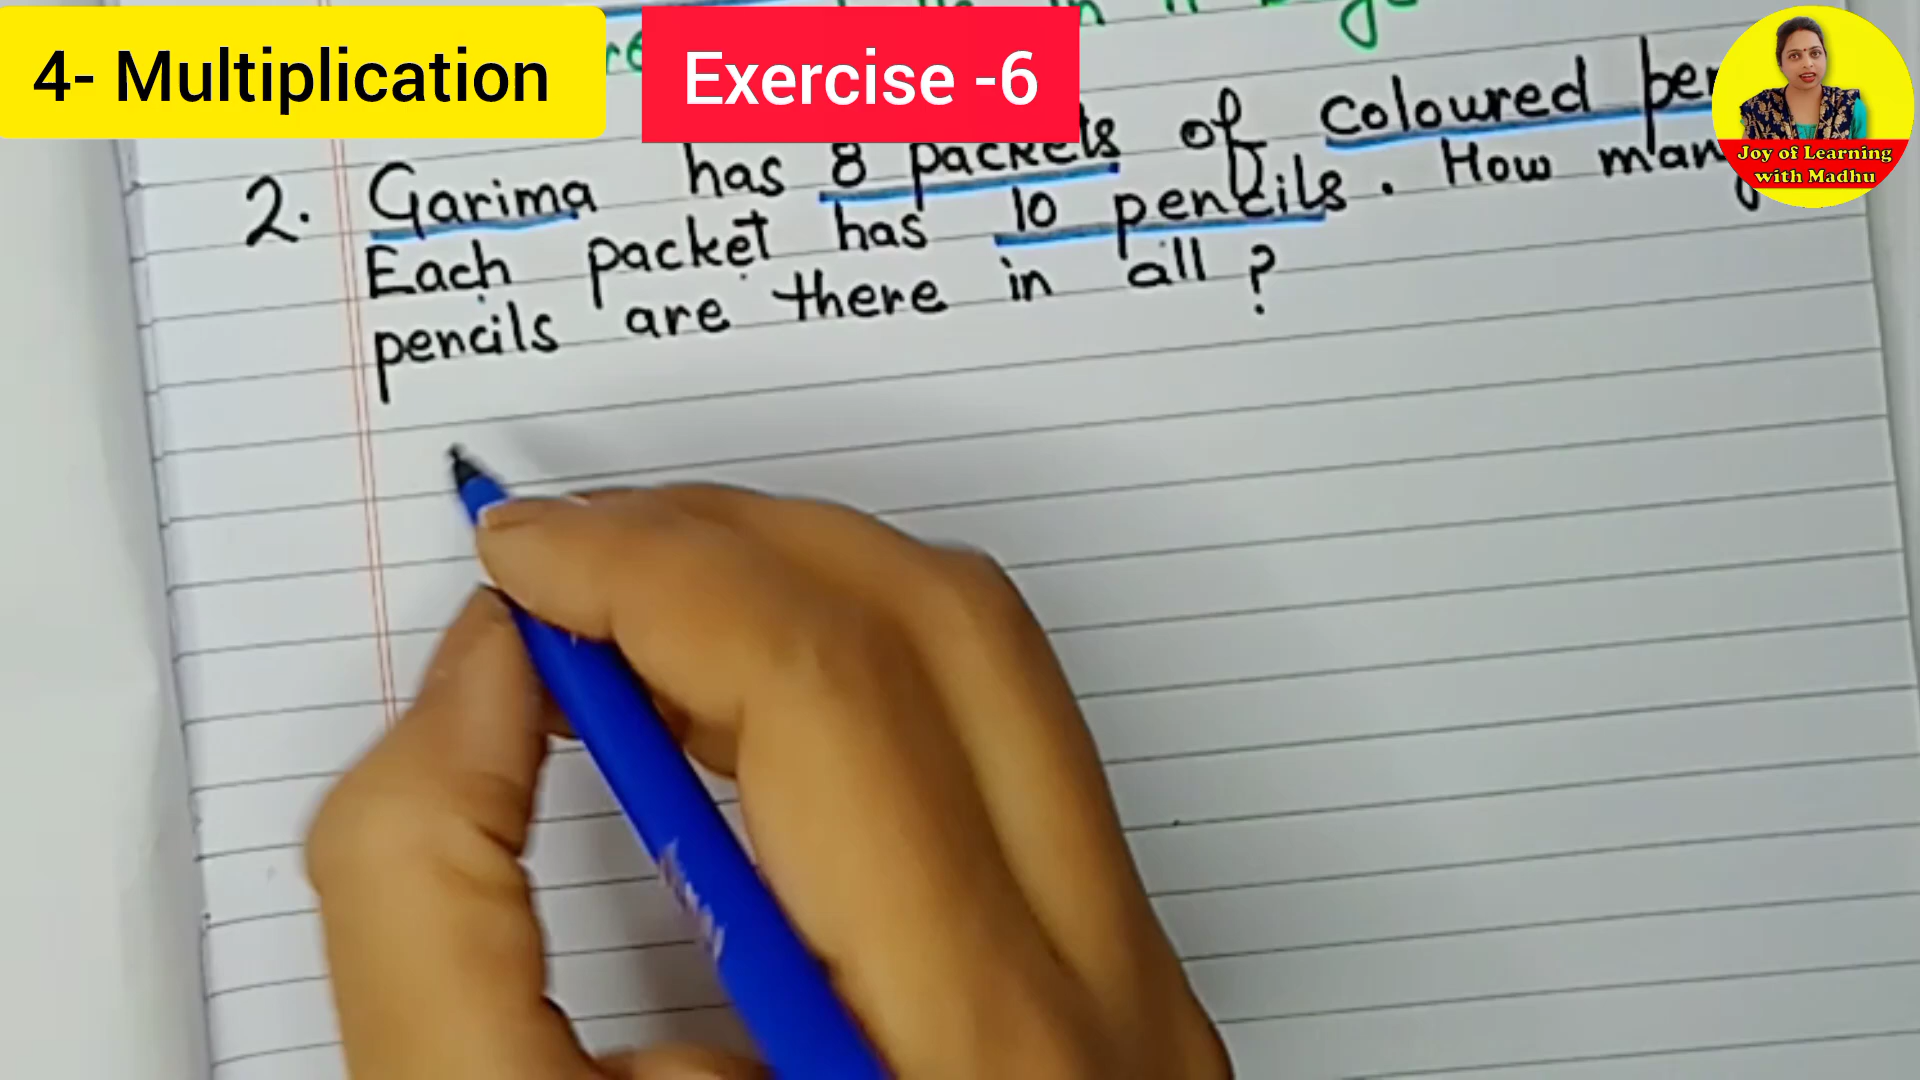 4- Multiplication
Exercise -6
2. Garima has 8 packets of coloured
Each packet has 10 pencils. How many
pencils are there in all?
Joy of Learning
with Madhu